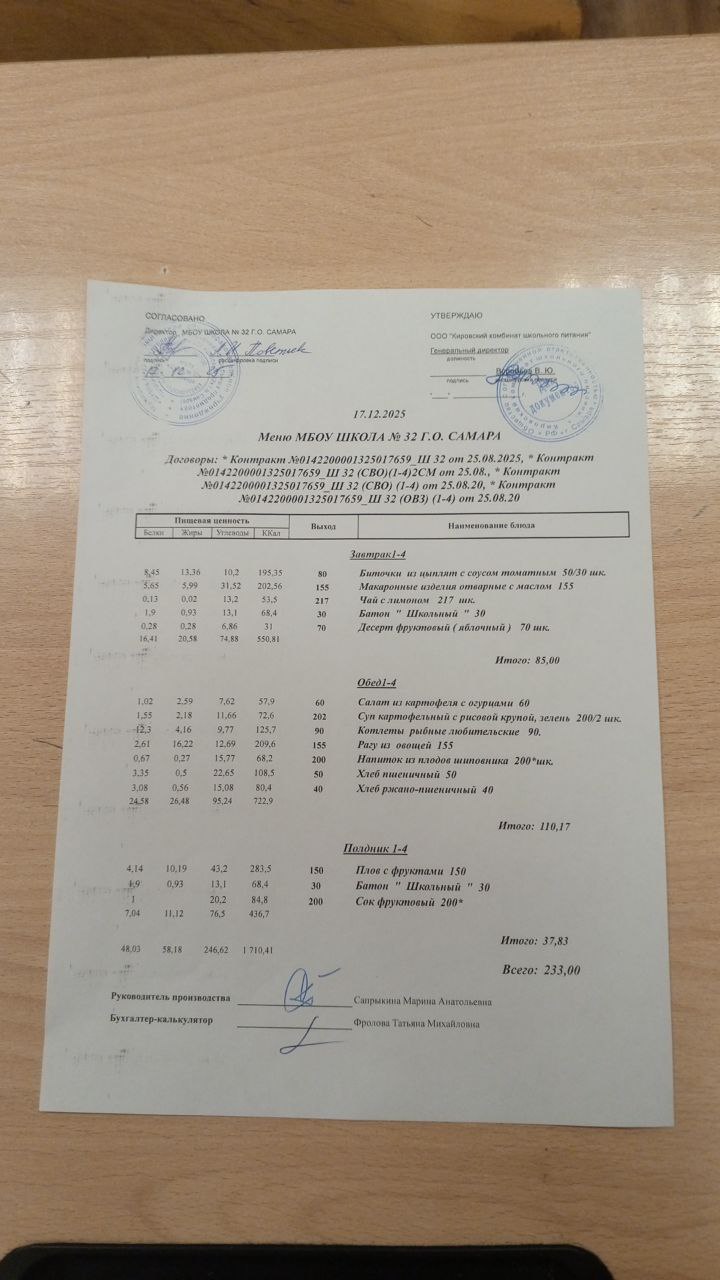 СОГЛАСОВАНО
Директор МБОУ ШКОЛА № 32 Г.О. САМАРА
подпись расшифровка подписи
УТВЕРЖДАЮ
ООО "Кировский комбинат школьного питания"
Генеральный директор
должность
Воробьев В. Ю.
подпись расшифровка подписи
17.12.2025
Меню МБОУ ШКОЛА № 32 Г.О. САМАРА
Договоры: * Контракт №0142200001325017659_Ш 32 от 25.08.2025, * Контракт
№0142200001325017659_Ш 32 (СВО)(1-4)2СМ от 25.08., * Контракт
№0142200001325017659_Ш 32 (СВО) (1-4) от 25.08.20, * Контракт
№0142200001325017659_Ш 32 (ОВЗ) (1-4) от 25.08.20
Пищевая ценность Выход Наименование блюда
Белки Жиры Углеводы ККал
Завтрак1-4
8,45 13,36 10,2 195,35 80 Биточки из цыплят с соусом томатным 50/30 шк.
5,65 5,99 31,52 202,56 155 Макаронные изделия отварные с маслом 155
0,13 0,02 13,2 53,5 217 Чай с лимоном 217 шк.
1,9 0,93 13,1 68,4 30 Батон " Школьный " 30
0,28 0,28 6,86 31 70 Десерт фруктовый ( яблочный ) 70 шк.
16,41 20,58 74,88 550,81
Итого: 85,00
Обед1-4
1,02 2,59 7,62 57,9 60 Салат из картофеля с огурцами 60
1,55 2,18 11,66 72,6 202 Суп картофельный с рисовой крупой, зелень 200/2 шк.
12,3 4,16 9,77 125,7 90 Котлеты рыбные любительские 90.
2,61 16,22 12,69 209,6 155 Рагу из овощей 155
0,67 0,27 15,77 68,2 200 Напиток из плодов шиповника 200*шк.
3,35 0,5 22,65 108,5 50 Хлеб пшеничный 50
3,08 0,56 15,08 80,4 40 Хлеб ржано-пшеничный 40
24,58 26,48 95,24 722,9
Итого: 110,17
Полдник 1-4
4,14 10,19 43,2 283,5 150 Плов с фруктами 150
1,9 0,93 13,1 68,4 30 Батон " Школьный " 30
1 20,2 84,8 200 Сок фруктовый 200*
7,04 11,12 76,5 436,7
Итого: 37,83
48,03 58,18 246,62 1 710,41
Всего: 233,00
Руководитель производства Сапрыкина Марина Анатольевна
Бухгалтер-калькулятор Фролова Татьяна Михайловна